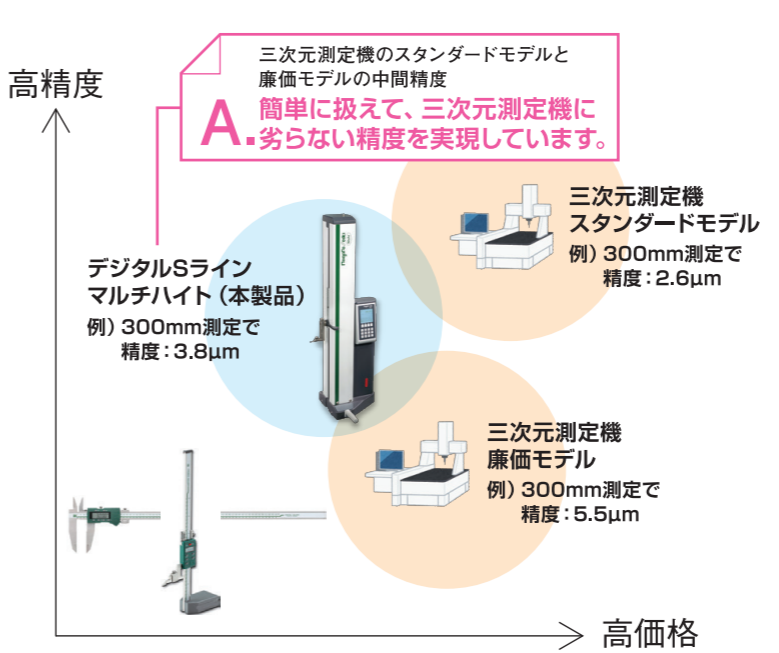 高精度
三次元測定機のスタンダードモデルと
廉価モデルの中間精度
A.簡単に扱えて、三次元測定機に
劣らない精度を実現しています。
三次元測定機
スタンダードモデル
例）300mm測定で
精度：2.6μm
デジタルSライン
マルチハイト（本製品）
例）300mm測定で
精度：3.8μm
三次元測定機
廉価モデル
例）300mm測定で
精度：5.5μm
高価格